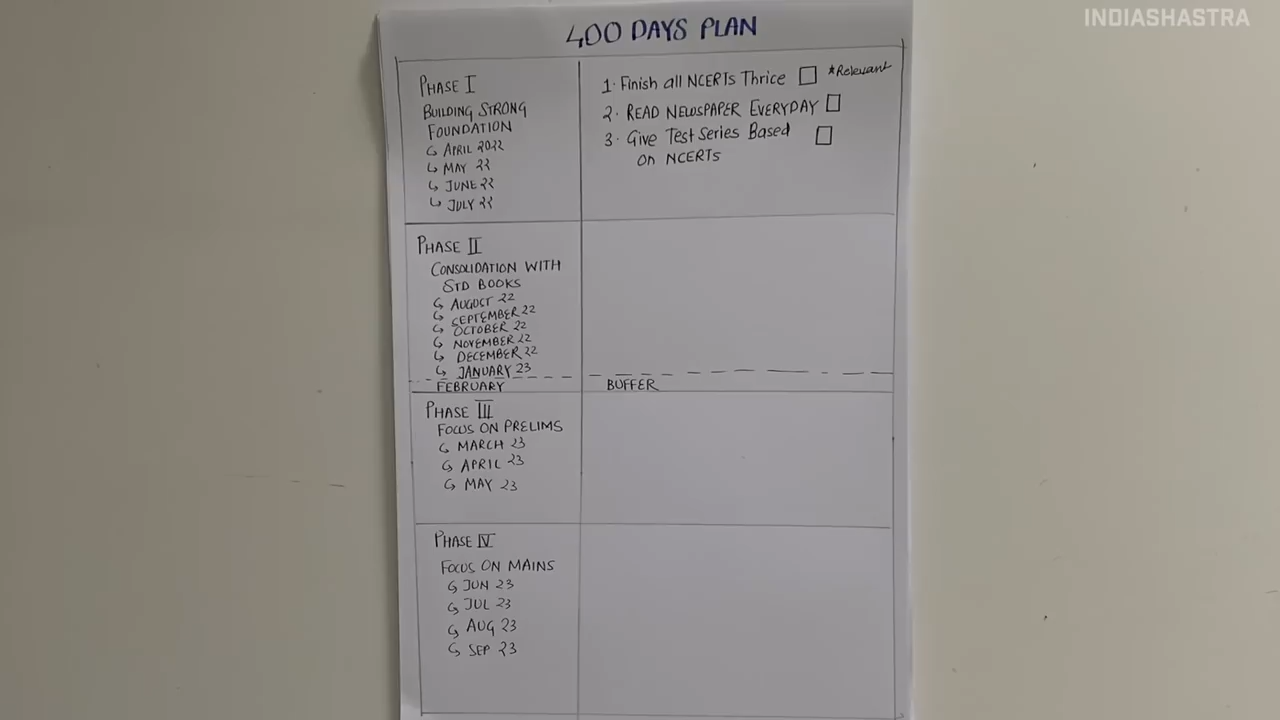 INDIASHASTRA
400 DAYS PLAN
PHASE I
BUILDING STRONG
FOUNDATION
↳ APRIL 2022
↳ MAY 22
↳ JUNE 22
↳ JULY 22
1. Finish all NCERTs Thrice *Relevant
2. READ NEWSPAPER EVERYDAY
3. Give Test Series Based
on NCERTs
PHASE II
CONSOLIDATION WITH
STD BOOKS
↳ AUGUST 22
↳ SEPTEMBER 22
↳ OCTOBER 22
↳ NOVEMBER 22
↳ DECEMBER 22
↳ JANUARY 23
FEBRUARY
BUFFER
PHASE III
FOCUS ON PRELIMS
↳ MARCH 23
↳ APRIL 23
↳ MAY 23
PHASE IV
FOCUS ON MAINS
↳ JUN 23
↳ JUL 23
↳ AUG 23
↳ SEP 23